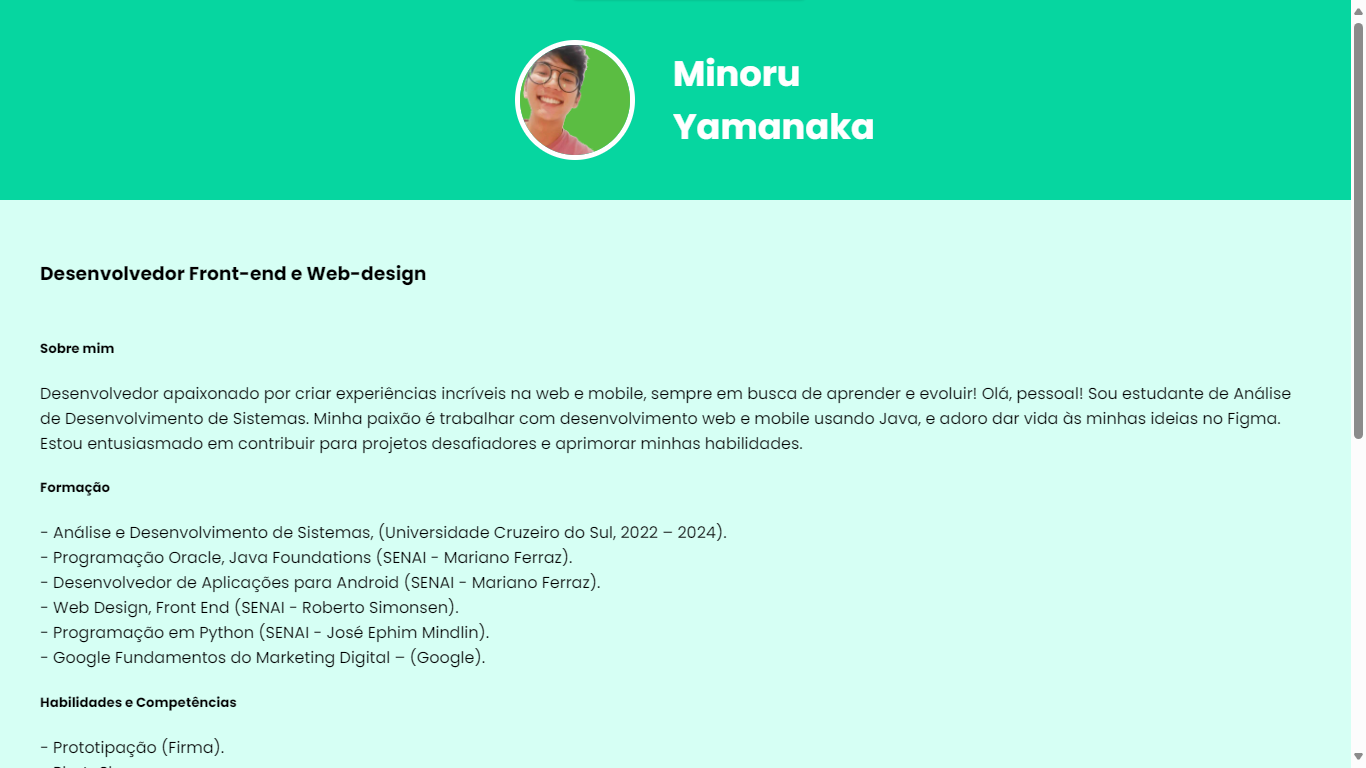 Minoru
Yamanaka
Desenvolvedor Front-end e Web-design
Sobre mim
Desenvolvedor apaixonado por criar experiências incríveis na web e mobile, sempre em busca de aprender e evoluir! Olá, pessoal! Sou estudante de Análise
de Desenvolvimento de Sistemas. Minha paixão é trabalhar com desenvolvimento web e mobile usando Java, e adoro dar vida às minhas ideias no Figma.
Estou entusiasmado em contribuir para projetos desafiadores e aprimorar minhas habilidades.
Formação
- Análise e Desenvolvimento de Sistemas, (Universidade Cruzeiro do Sul, 2022 – 2024).
- Programação Oracle, Java Foundations (SENAI - Mariano Ferraz).
- Desenvolvedor de Aplicações para Android (SENAI - Mariano Ferraz).
- Web Design, Front End (SENAI - Roberto Simonsen).
- Programação em Python (SENAI - José Ephim Mindlin).
- Google Fundamentos do Marketing Digital – (Google).
Habilidades e Competências
- Prototipação (Firma).